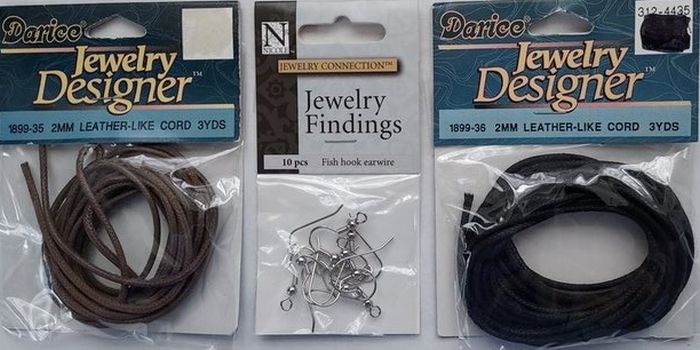 Darice®
Jewelry
Designer™
1899-35 2MM LEATHER-LIKE CORD 3YDS
N
JEWELRY CONNECTION™
Jewelry
Findings
10 pcs Fish hook earwire
Darice
312-4435
Jewelry
Designer™
1899-36 2MM LEATHER-LIKE CORD 3YDS